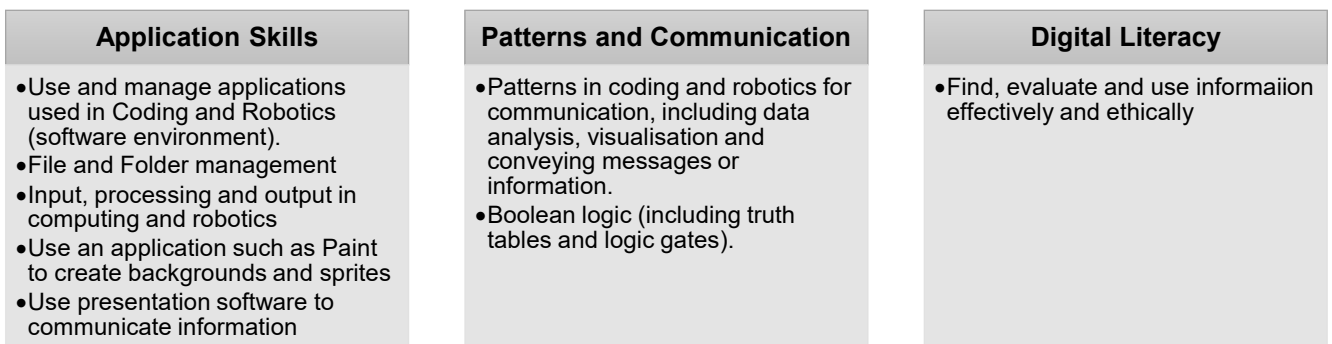 Application Skills
•Use and manage applications
used in Coding and Robotics
(software environment).
•File and Folder management
•Input, processing and output in
computing and robotics
•Use an application such as Paint
to create backgrounds and sprites
•Use presentation software to
communicate information
Patterns and Communication
•Patterns in coding and robotics for
communication, including data
analysis, visualisation and
conveying messages or
information.
•Boolean logic (including truth
tables and logic gates).
Digital Literacy
•Find, evaluate and use informaiion
effectively and ethically